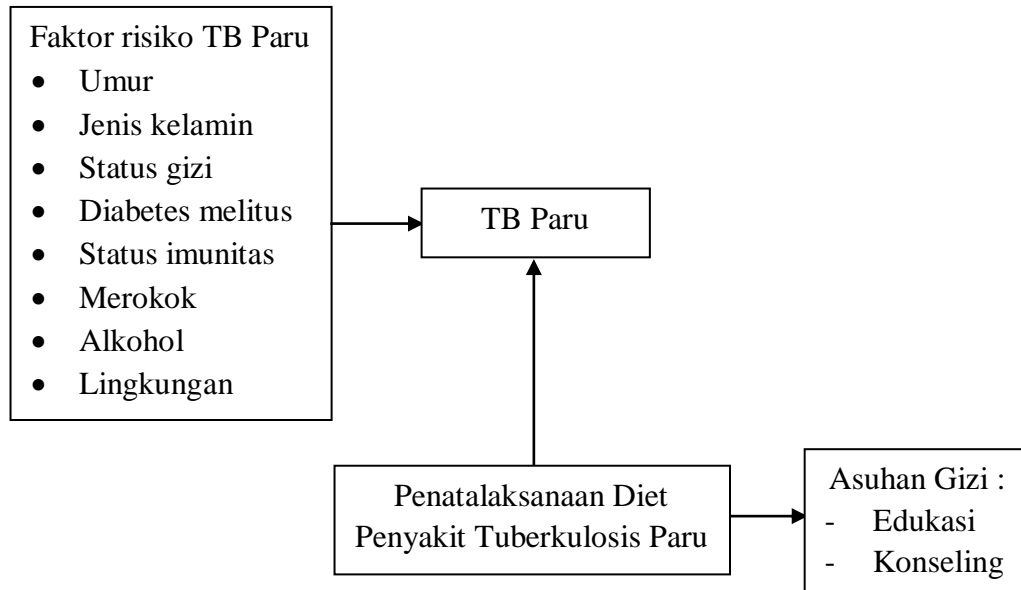 Faktor risiko TB Paru
• Umur
• Jenis kelamin
• Status gizi
• Diabetes melitus
• Status imunitas
• Merokok
• Alkohol
• Lingkungan
TB Paru
Penatalaksanaan Diet
Penyakit Tuberkulosis Paru
Asuhan Gizi :
- Edukasi
- Konseling